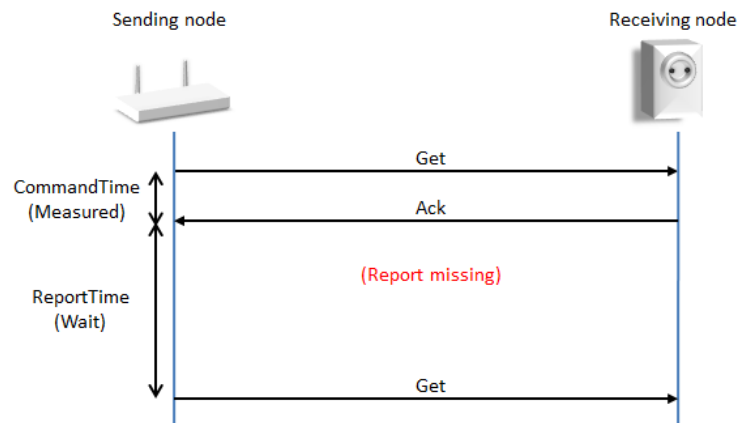 Sending node
Receiving node
Get
CommandTime
(Measured)
Ack
(Report missing)
ReportTime
(Wait)
Get